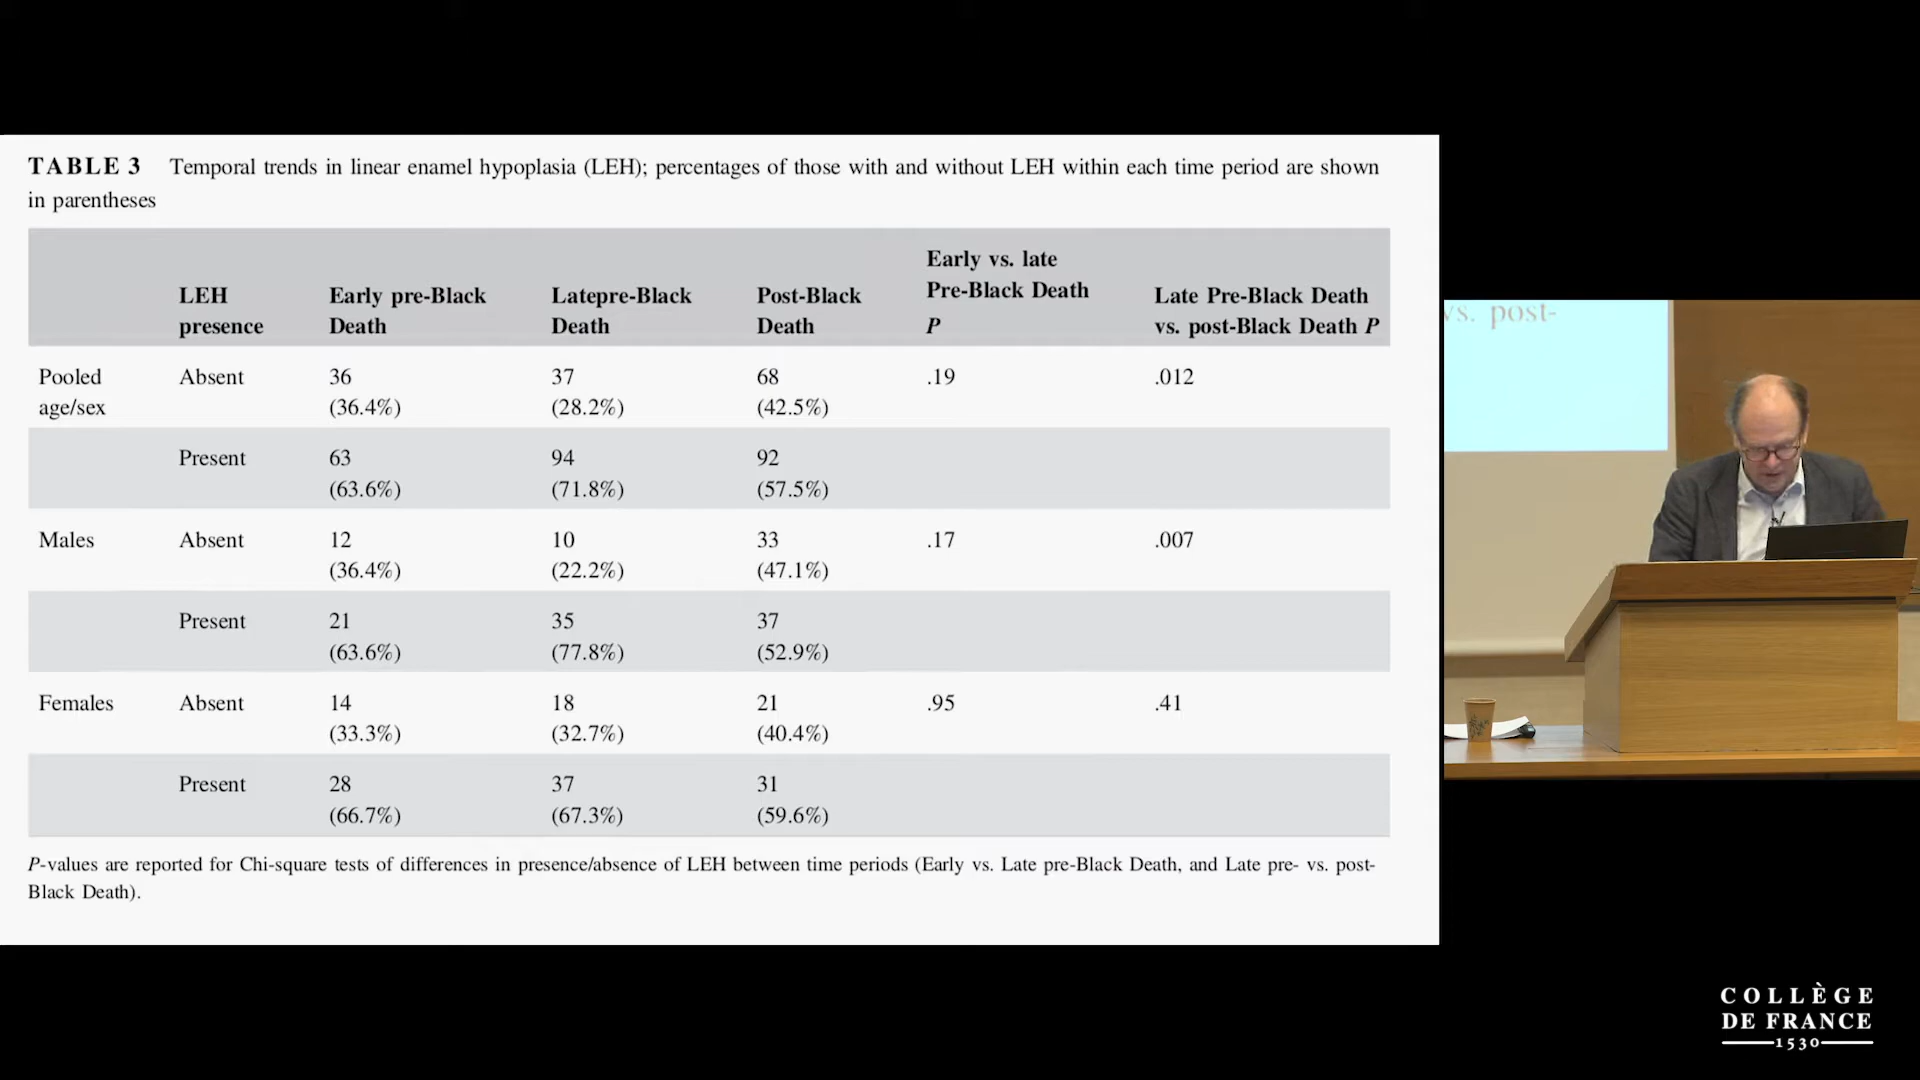 TABLE 3 Temporal trends in linear enamel hypoplasia (LEH); percentages of those with and without LEH within each time period are shown
in parentheses
LEH presence Early pre-Black Death Latepre-Black Death Post-Black Death Early vs. late Pre-Black Death P Late Pre-Black Death vs. post-Black Death P
Pooled age/sex Absent 36 (36.4%) 37 (28.2%) 68 (42.5%) .19 .012
Present 63 (63.6%) 94 (71.8%) 92 (57.5%)
Males Absent 12 (36.4%) 10 (22.2%) 33 (47.1%) .17 .007
Present 21 (63.6%) 35 (77.8%) 37 (52.9%)
Females Absent 14 (33.3%) 18 (32.7%) 21 (40.4%) .95 .41
Present 28 (66.7%) 37 (67.3%) 31 (59.6%)
P-values are reported for Chi-square tests of differences in presence/absence of LEH between time periods (Early vs. Late pre-Black Death, and Late pre- vs. post-
Black Death).
vs. post-
COLLÈGE
DE FRANCE
1530